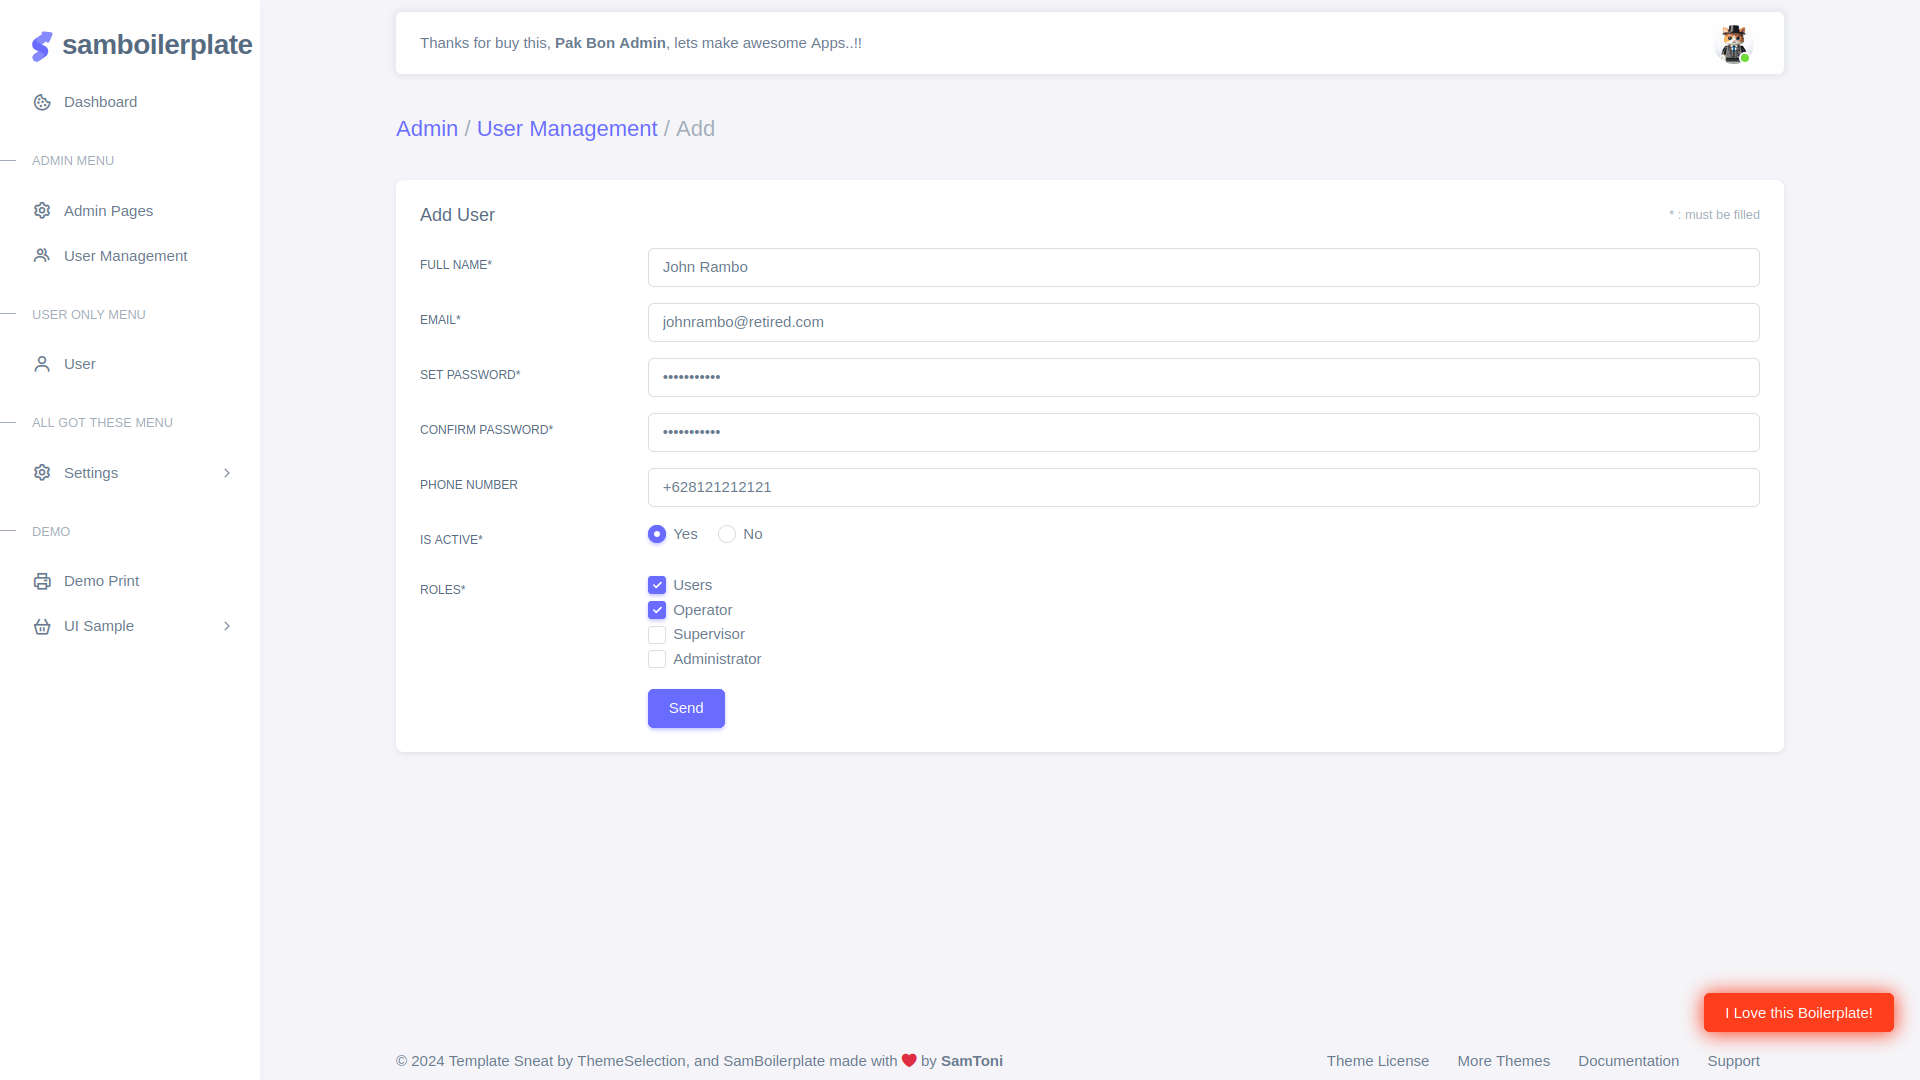 samboilerplate
Dashboard
ADMIN MENU
Admin Pages
User Management
USER ONLY MENU
User
ALL GOT THESE MENU
Settings
DEMO
Demo Print
UI Sample
Thanks for buy this, Pak Bon Admin, lets make awesome Apps..!!
Admin / User Management / Add
Add User
* : must be filled
FULL NAME*
John Rambo
EMAIL*
johnrambo@retired.com
SET PASSWORD*
•••••••••••
CONFIRM PASSWORD*
•••••••••••
PHONE NUMBER
+628121212121
IS ACTIVE*
Yes No
ROLES*
Users
Operator
Supervisor
Administrator
Send
I Love this Boilerplate!
© 2024 Template Sneat by ThemeSelection, and SamBoilerplate made with ❤️ by SamToni
Theme License More Themes Documentation Support